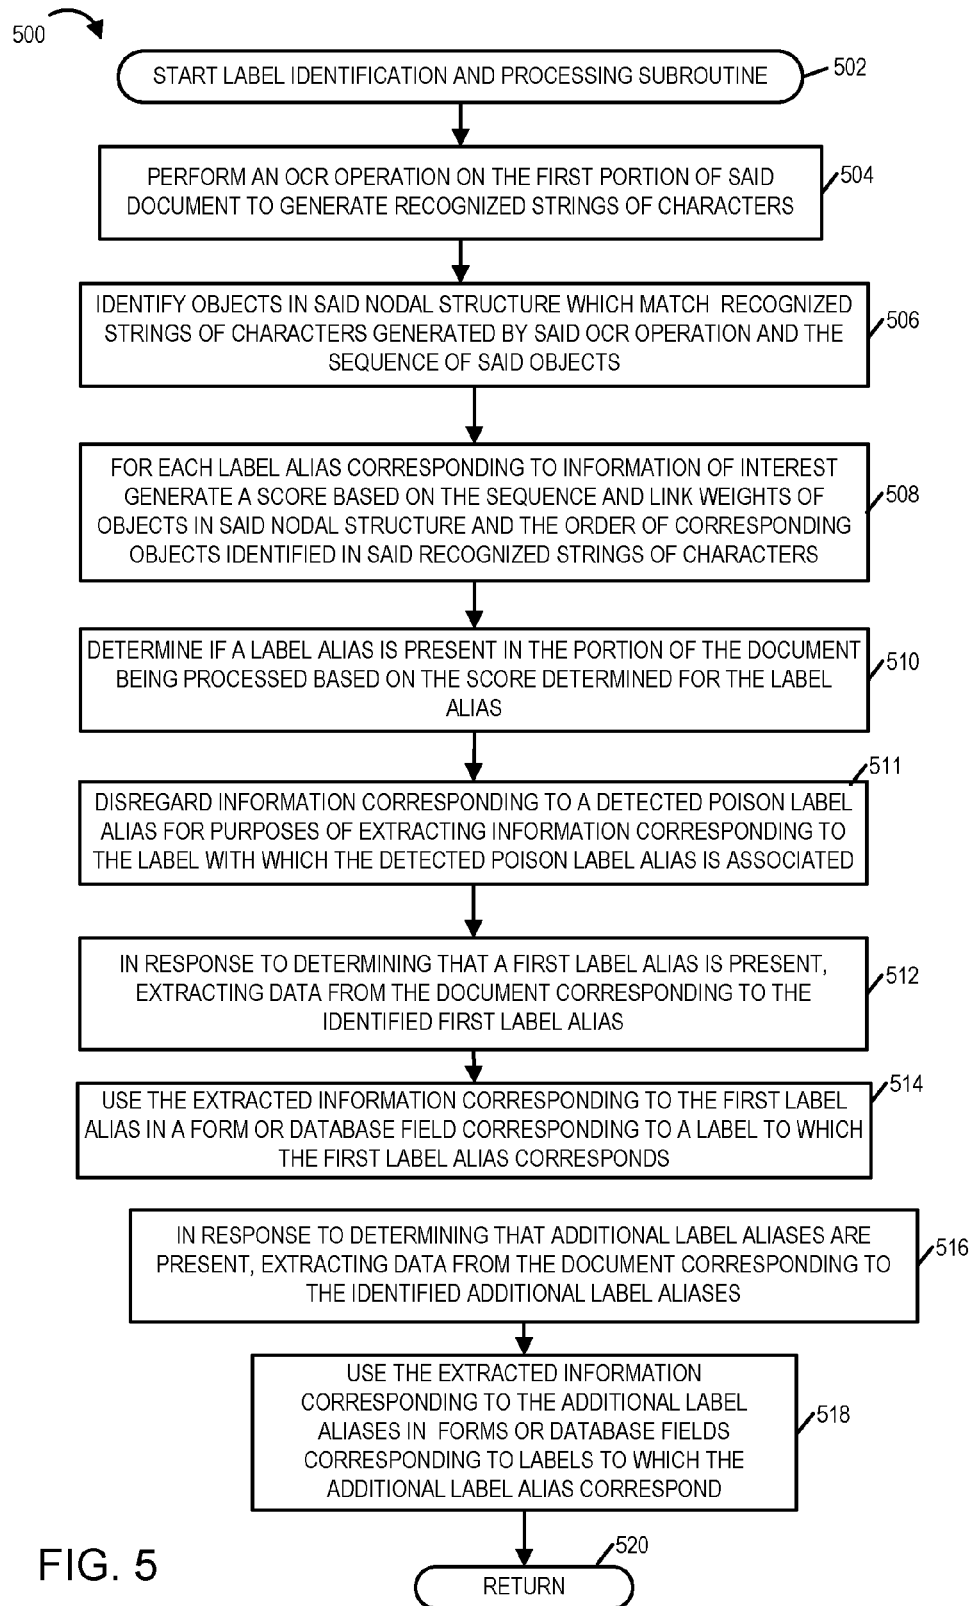 500
START LABEL IDENTIFICATION AND PROCESSING SUBROUTINE
502
PERFORM AN OCR OPERATION ON THE FIRST PORTION OF SAID
DOCUMENT TO GENERATE RECOGNIZED STRINGS OF CHARACTERS
504
IDENTIFY OBJECTS IN SAID NODAL STRUCTURE WHICH MATCH RECOGNIZED
STRINGS OF CHARACTERS GENERATED BY SAID OCR OPERATION AND THE
SEQUENCE OF SAID OBJECTS
506
FOR EACH LABEL ALIAS CORRESPONDING TO INFORMATION OF INTEREST
GENERATE A SCORE BASED ON THE SEQUENCE AND LINK WEIGHTS OF
OBJECTS IN SAID NODAL STRUCTURE AND THE ORDER OF CORRESPONDING
OBJECTS IDENTIFIED IN SAID RECOGNIZED STRINGS OF CHARACTERS
508
DETERMINE IF A LABEL ALIAS IS PRESENT IN THE PORTION OF THE DOCUMENT
BEING PROCESSED BASED ON THE SCORE DETERMINED FOR THE LABEL
ALIAS
510
511
DISREGARD INFORMATION CORRESPONDING TO A DETECTED POISON LABEL
ALIAS FOR PURPOSES OF EXTRACTING INFORMATION CORRESPONDING TO
THE LABEL WITH WHICH THE DETECTED POISON LABEL ALIAS IS ASSOCIATED
IN RESPONSE TO DETERMINING THAT A FIRST LABEL ALIAS IS PRESENT,
EXTRACTING DATA FROM THE DOCUMENT CORRESPONDING TO THE
IDENTIFIED FIRST LABEL ALIAS
512
USE THE EXTRACTED INFORMATION CORRESPONDING TO THE FIRST LABEL
ALIAS IN A FORM OR DATABASE FIELD CORRESPONDING TO A LABEL TO WHICH
THE FIRST LABEL ALIAS CORRESPONDS
514
IN RESPONSE TO DETERMINING THAT ADDITIONAL LABEL ALIASES ARE
PRESENT, EXTRACTING DATA FROM THE DOCUMENT CORRESPONDING TO
THE IDENTIFIED ADDITIONAL LABEL ALIASES
516
USE THE EXTRACTED INFORMATION
CORRESPONDING TO THE ADDITIONAL LABEL
ALIASES IN FORMS OR DATABASE FIELDS
CORRESPONDING TO LABELS TO WHICH THE
ADDITIONAL LABEL ALIAS CORRESPOND
518
520
RETURN
FIG. 5